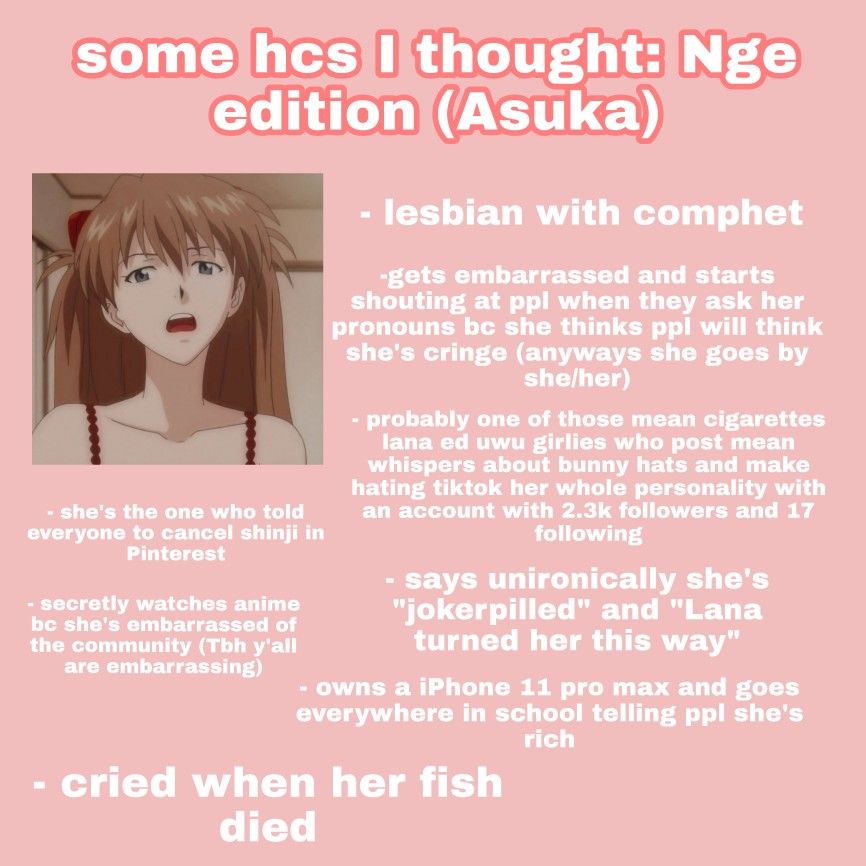 some hcs I thought: Nge
edition (Asuka)
- lesbian with comphet
-gets embarrassed and starts
shouting at ppl when they ask her
pronouns bc she thinks ppl will think
she's cringe (anyways she goes by
she/her)
- probably one of those mean cigarettes
lana ed uwu girlies who post mean
whispers about bunny hats and make
hating tiktok her whole personality with
an account with 2.3k followers and 17
following
- she's the one who told
everyone to cancel shinji in
Pinterest
- says unironically she's
"jokerpilled" and "Lana
turned her this way"
- secretly watches anime
bc she's embarrassed of
the community (Tbh y'all
are embarrassing)
- owns a iPhone 11 pro max and goes
everywhere in school telling ppl she's
rich
- cried when her fish
died